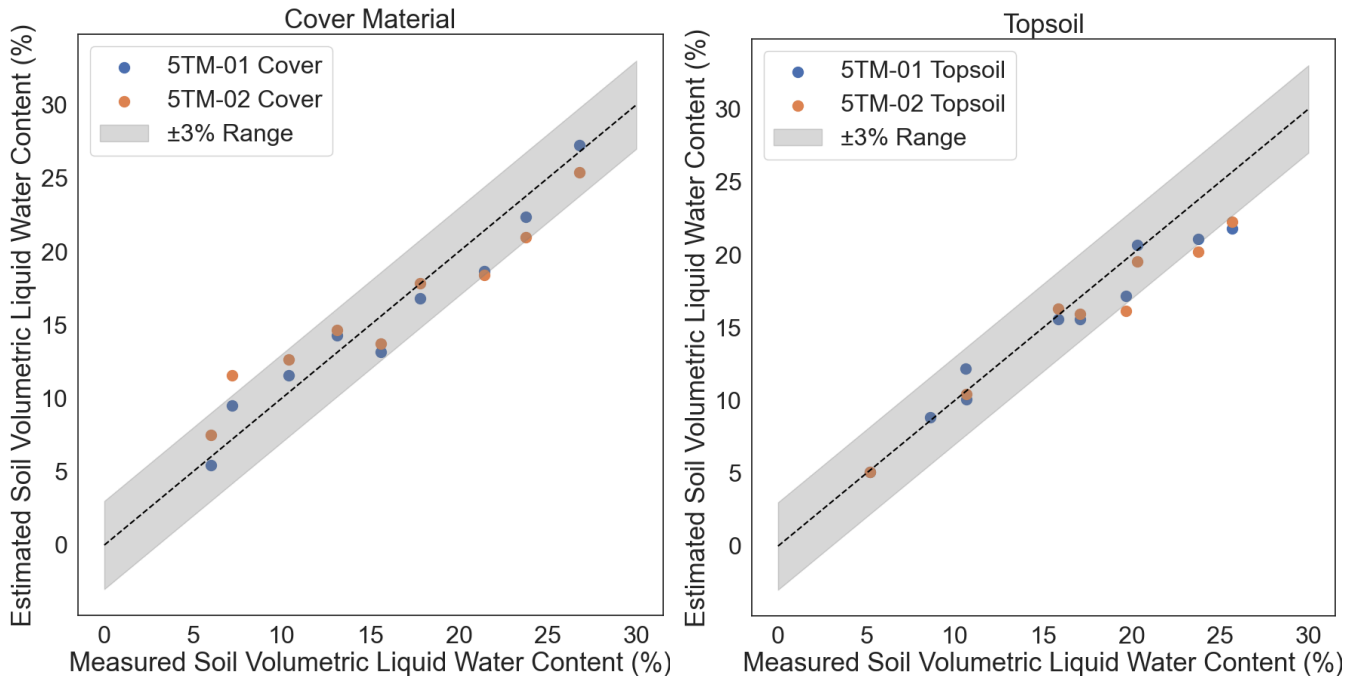 Cover Material
Estimated Soil Volumetric Liquid Water Content (%)
5TM-01 Cover
5TM-02 Cover
±3% Range
30
25
20
15
10
5
0
0 5 10 15 20 25 30
Measured Soil Volumetric Liquid Water Content (%)
Topsoil
Estimated Soil Volumetric Liquid Water Content (%)
5TM-01 Topsoil
5TM-02 Topsoil
±3% Range
30
25
20
15
10
5
0
0 5 10 15 20 25 30
Measured Soil Volumetric Liquid Water Content (%)